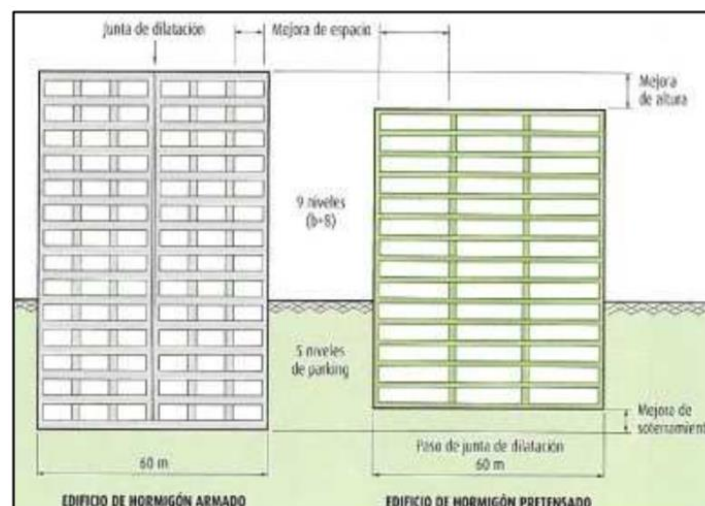 Junta de dilatación
Mejora de espacio
Mejora
de altura
9 niveles
(b+8)
5 niveles
de parking
Mejora de
soterramient
Paso de junta de dilatación
60 m
60 m
EDIFICIO DE HORMIGÓN ARMADO
EDIFICIO DE HORMIGÓN PRETENSADO